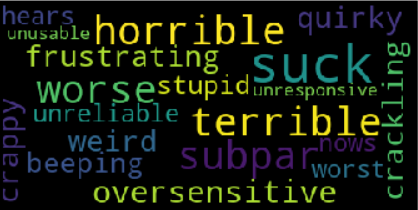 hears
horrible
quirky
unusable
frustrating
suck
crackling
worse
stupid
unresponsive
unreliable
terrible
crappy
weird
subpar
nows
beeping
worst
oversensitive